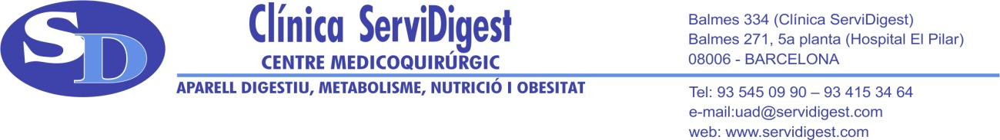 SD
Clínica ServiDigest
CENTRE MEDICOQUIRÚRGIC
APARELL DIGESTIU, METABOLISME, NUTRICIÓ I OBESITAT
Balmes 334 (Clínica ServiDigest)
Balmes 271, 5a planta (Hospital El Pilar)
08006 - BARCELONA
Tel: 93 545 09 90 – 93 415 34 64
e-mail:uad@servidigest.com
web: www.servidigest.com